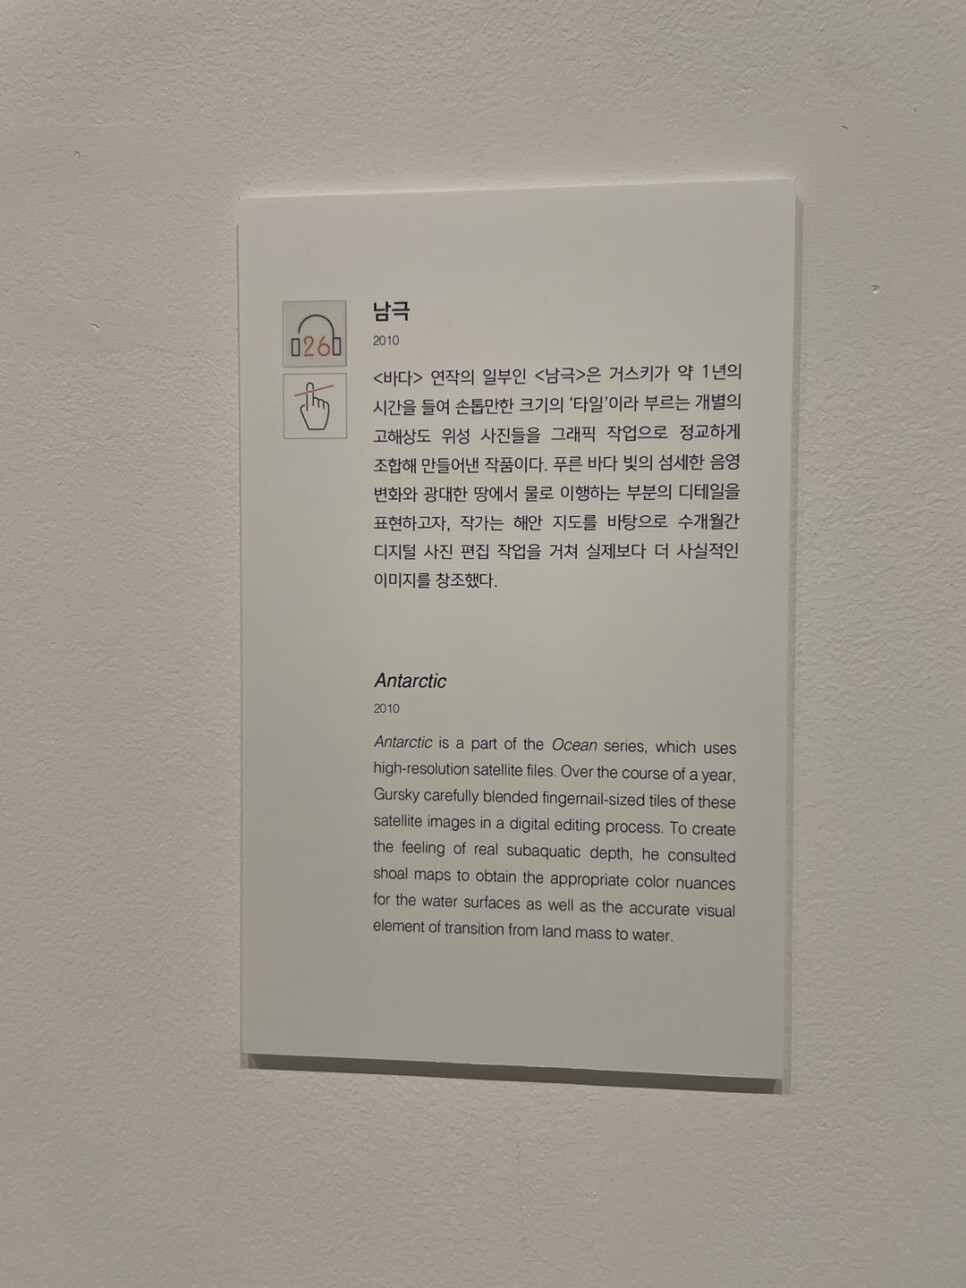 26
남극
2010
<바다> 연작의 일부인 <남극>은 거스키가 약 1년의
시간을 들여 손톱만한 크기의 ‘타일’이라 부르는 개별의
고해상도 위성 사진들을 그래픽 작업으로 정교하게
조합해 만들어낸 작품이다. 푸른 바다 빛의 섬세한 음영
변화와 광대한 땅에서 물로 이행하는 부분의 디테일을
표현하고자, 작가는 해안 지도를 바탕으로 수개월간
디지털 사진 편집 작업을 거쳐 실제보다 더 사실적인
이미지를 창조했다.
Antarctic
2010
Antarctic is a part of the Ocean series, which uses
high-resolution satellite files. Over the course of a year,
Gursky carefully blended fingernail-sized tiles of these
satellite images in a digital editing process. To create
the feeling of real subaquatic depth, he consulted
shoal maps to obtain the appropriate color nuances
for the water surfaces as well as the accurate visual
element of transition from land mass to water.